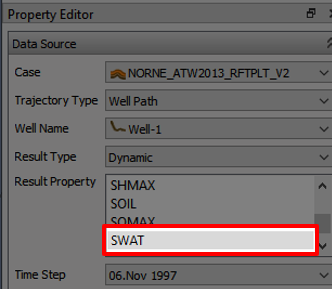 Property Editor
Data Source
Case NORNE_ATW2013_RFTPLT_V2
Trajectory Type Well Path
Well Name Well-1
Result Type Dynamic
Result Property
SHMAX
SOIL
SOMAX
SWAT
Time Step 06.Nov 1997